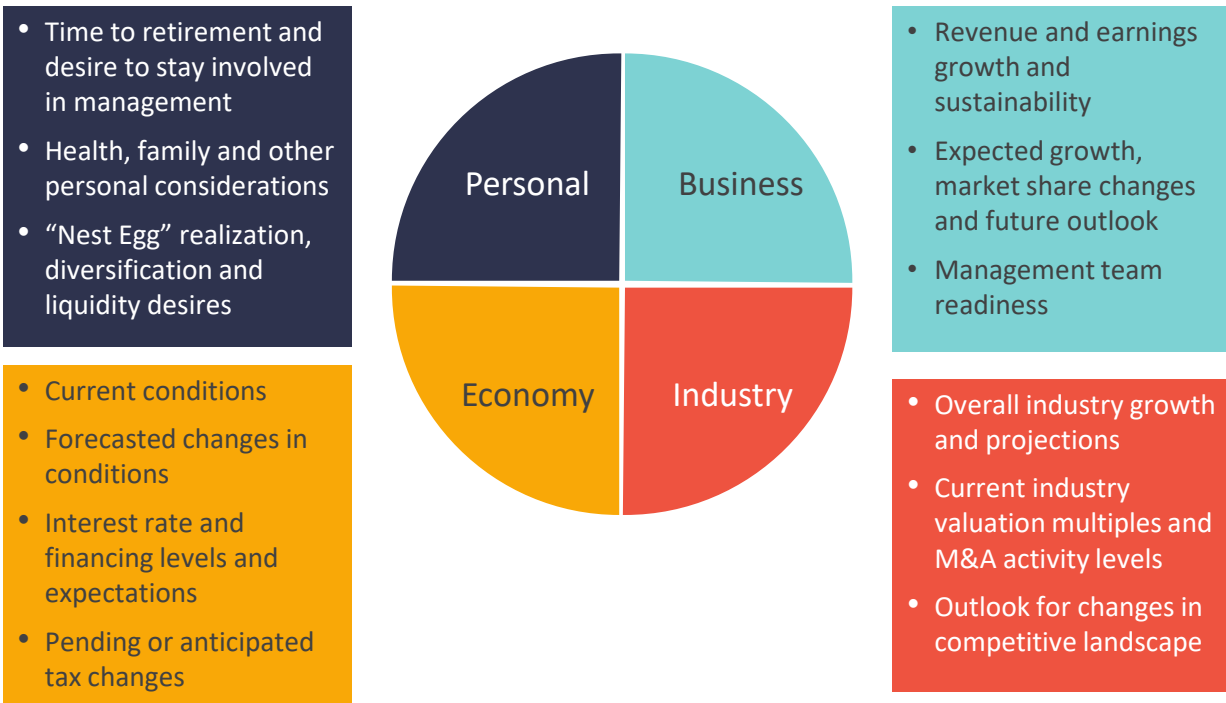 • Time to retirement and
desire to stay involved
in management
• Health, family and other
personal considerations
• “Nest Egg” realization,
diversification and
liquidity desires
Personal
Business
• Revenue and earnings
growth and
sustainability
• Expected growth,
market share changes
and future outlook
• Management team
readiness
• Current conditions
• Forecasted changes in
conditions
• Interest rate and
financing levels and
expectations
• Pending or anticipated
tax changes
Economy
Industry
• Overall industry growth
and projections
• Current industry
valuation multiples and
M&A activity levels
• Outlook for changes in
competitive landscape